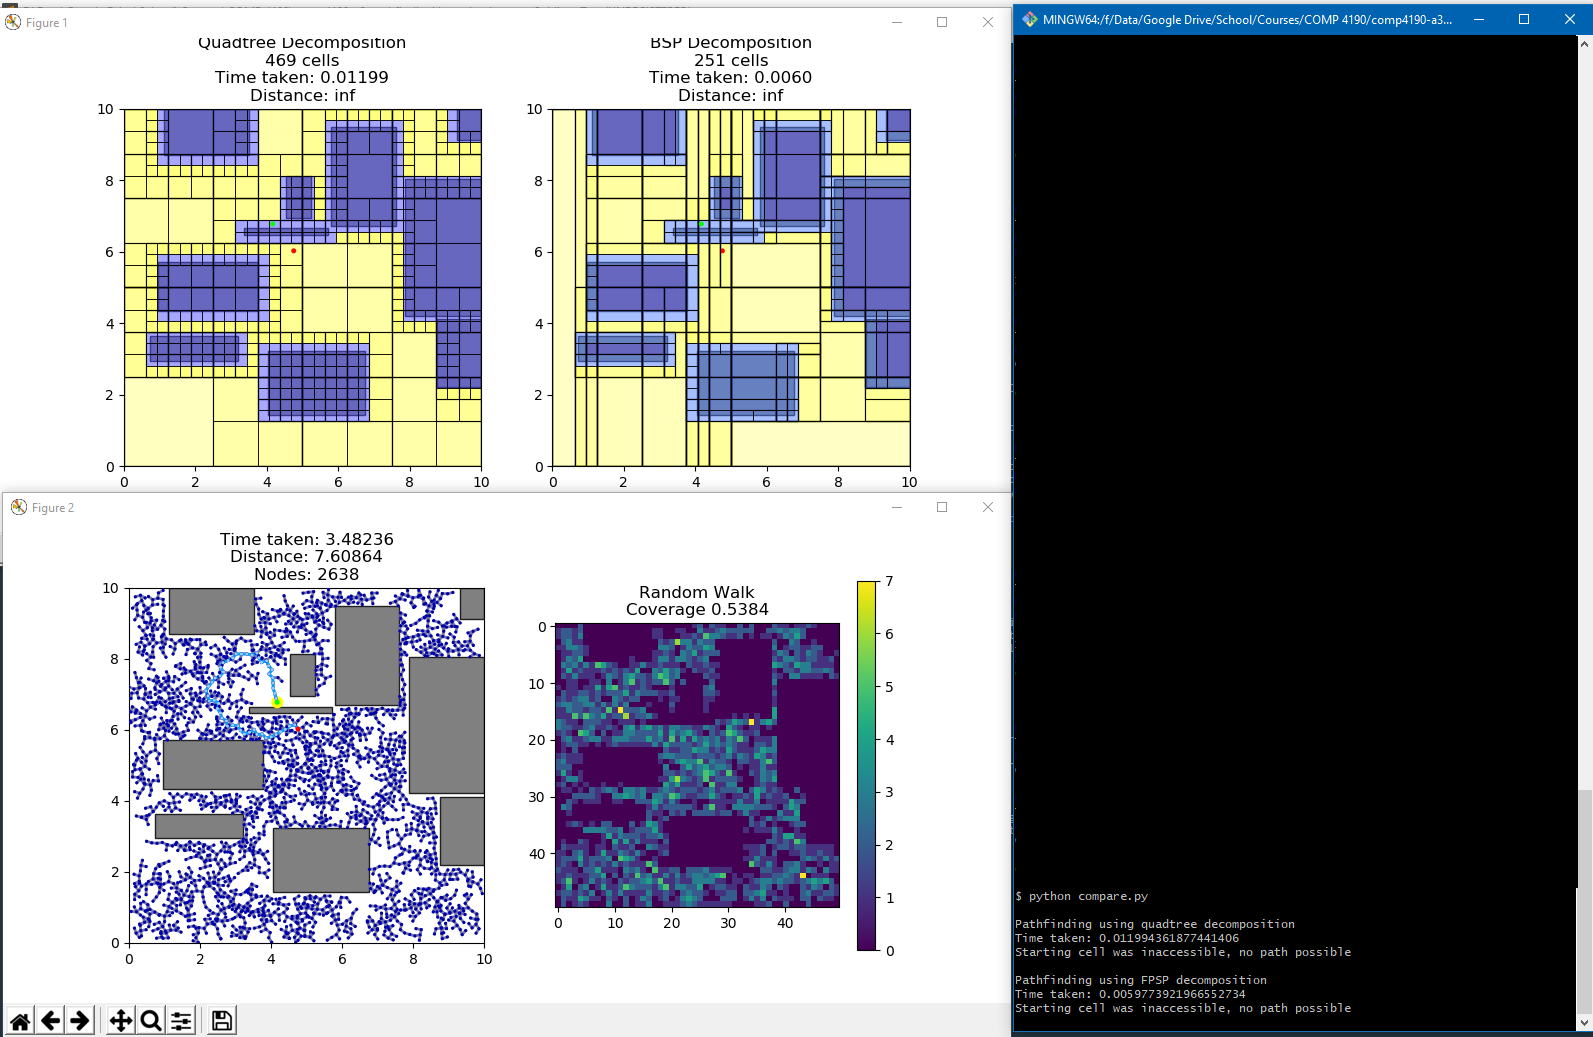 Figure 1
Quadtree Decomposition
469 cells
Time taken: 0.01199
Distance: inf
10
8
6
4
2
0
0 2 4 6 8 10
BSP Decomposition
251 cells
Time taken: 0.0060
Distance: inf
10
8
6
4
2
0
0 2 4 6 8 10
Figure 2
Time taken: 3.48236
Distance: 7.60864
Nodes: 2638
10
8
6
4
2
0
0 2 4 6 8 10
Random Walk
Coverage 0.5384
0
10
20
30
40
0 10 20 30 40
7
6
5
4
3
2
1
0
MINGW64:/f/Data/Google Drive/School/Courses/COMP 4190/comp4190-a3...
$ python compare.py
Pathfinding using quadtree decomposition
Time taken: 0.011994361877441406
Starting cell was inaccessible, no path possible
Pathfinding using FPSP decomposition
Time taken: 0.0059773921966552734
Starting cell was inaccessible, no path possible